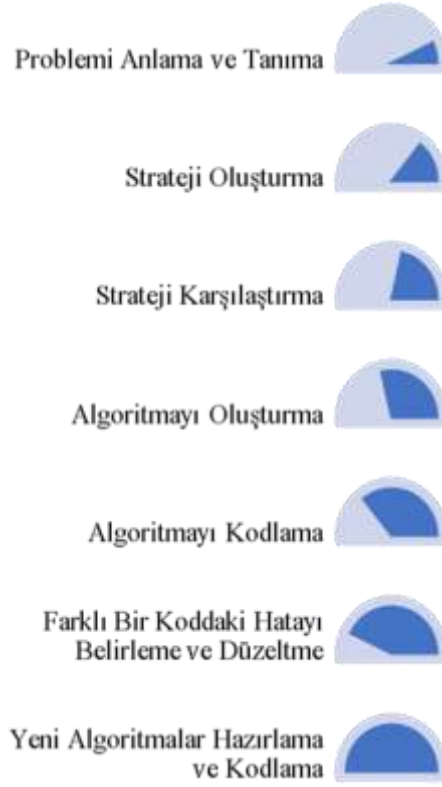 Problemi Anlama ve Tanıma
Strateji Oluşturma
Strateji Karşılaştırma
Algoritmayı Oluşturma
Algoritmayı Kodlama
Farklı Bir Koddaki Hatayı
Belirleme ve Düzeltme
Yeni Algoritmalar Hazırlama
ve Kodlama